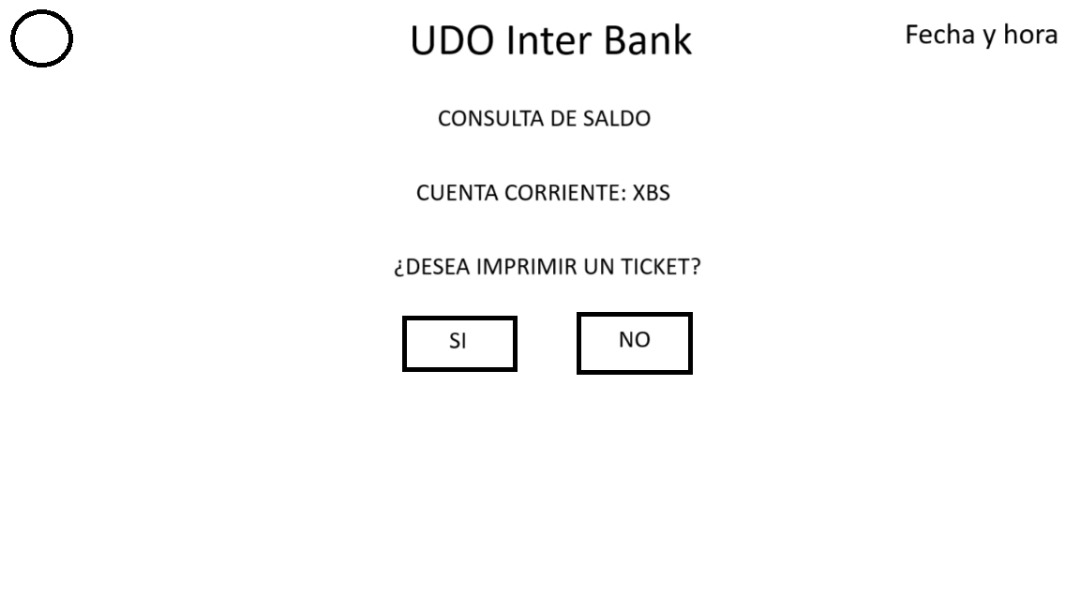 UDO Inter Bank
Fecha y hora
CONSULTA DE SALDO
CUENTA CORRIENTE: XBS
¿DESEA IMPRIMIR UN TICKET?
SI
NO